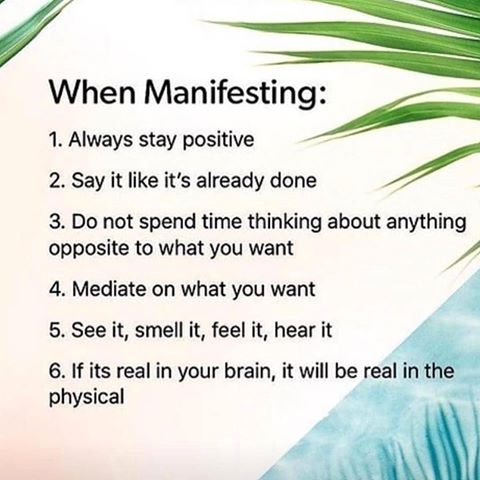 When Manifesting:
1. Always stay positive
2. Say it like it's already done
3. Do not spend time thinking about anything
opposite to what you want
4. Mediate on what you want
5. See it, smell it, feel it, hear it
6. If its real in your brain, it will be real in the
physical